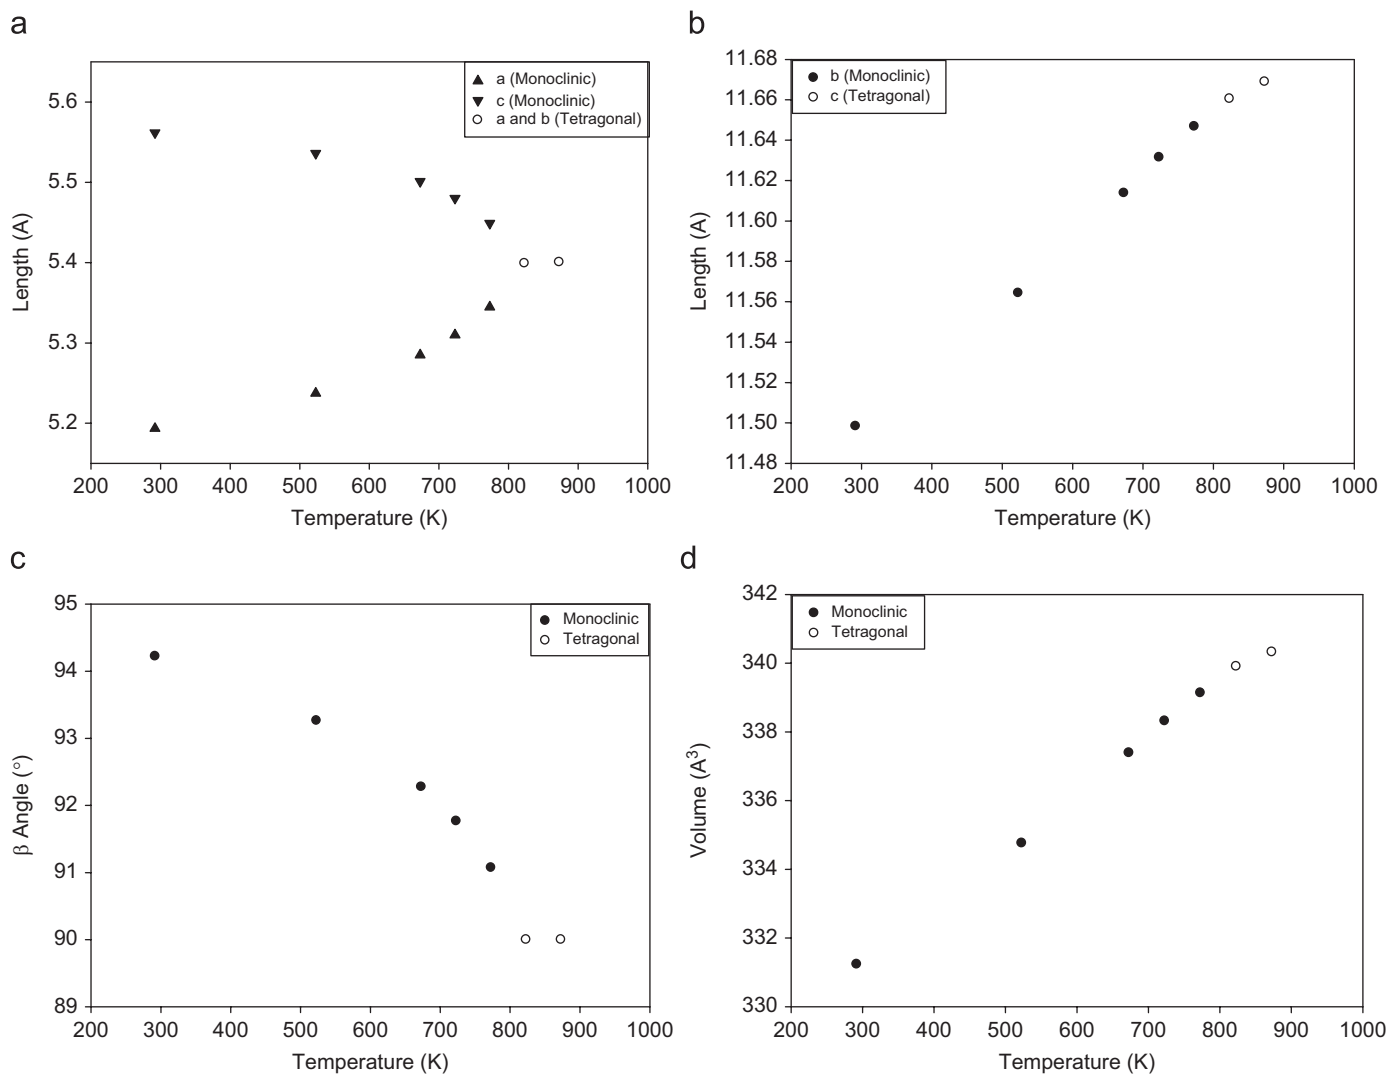 a
5.6
5.5
5.4
5.3
5.2
Length (A)
a (Monoclinic)
c (Monoclinic)
a and b (Tetragonal)
200 300 400 500 600 700 800 900 1000
Temperature (K)
b
11.68
11.66
11.64
11.62
11.60
11.58
11.56
11.54
11.52
11.50
11.48
Length (A)
b (Monoclinic)
c (Tetragonal)
200 300 400 500 600 700 800 900 1000
Temperature (K)
c
95
94
93
92
91
90
89
β Angle (°)
Monoclinic
Tetragonal
200 300 400 500 600 700 800 900 1000
Temperature (K)
d
342
340
338
336
334
332
330
Volume (A³)
Monoclinic
Tetragonal
200 300 400 500 600 700 800 900 1000
Temperature (K)